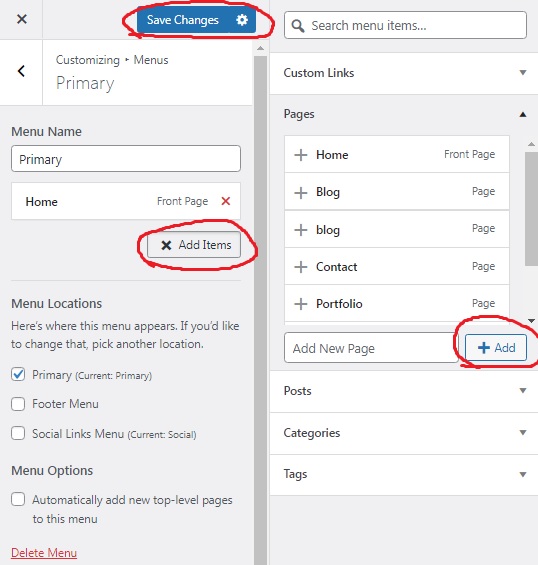 Save Changes
Customizing ▸ Menus
Primary
Menu Name
Primary
Home Front Page
Add Items
Menu Locations
Here's where this menu appears. If you'd like
to change that, pick another location.
Primary (Current: Primary)
Footer Menu
Social Links Menu (Current: Social)
Menu Options
Automatically add new top-level pages
to this menu
Delete Menu
Search menu items...
Custom Links
Pages
Home Front Page
Blog Page
blog Page
Contact Page
Portfolio Page
Add New Page
Add
Posts
Categories
Tags